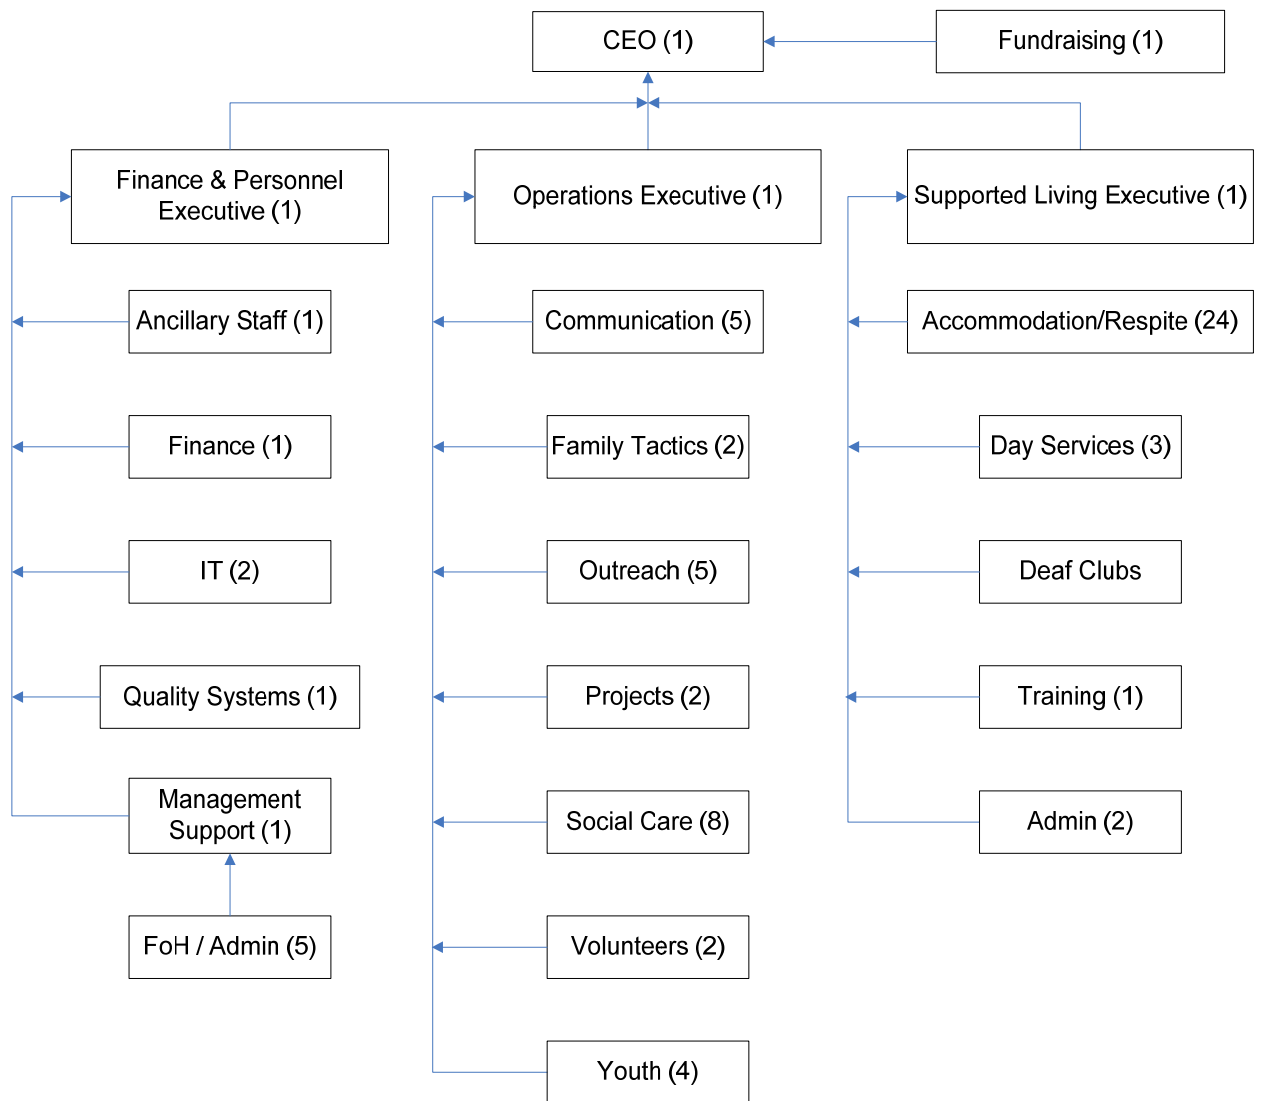 CEO (1)
Fundraising (1)
Finance & Personnel
Executive (1)
Operations Executive (1)
Supported Living Executive (1)
Ancillary Staff (1)
Communication (5)
Accommodation/Respite (24)
Finance (1)
Family Tactics (2)
Day Services (3)
IT (2)
Outreach (5)
Deaf Clubs
Quality Systems (1)
Projects (2)
Training (1)
Management
Support (1)
Social Care (8)
Admin (2)
FoH / Admin (5)
Volunteers (2)
Youth (4)